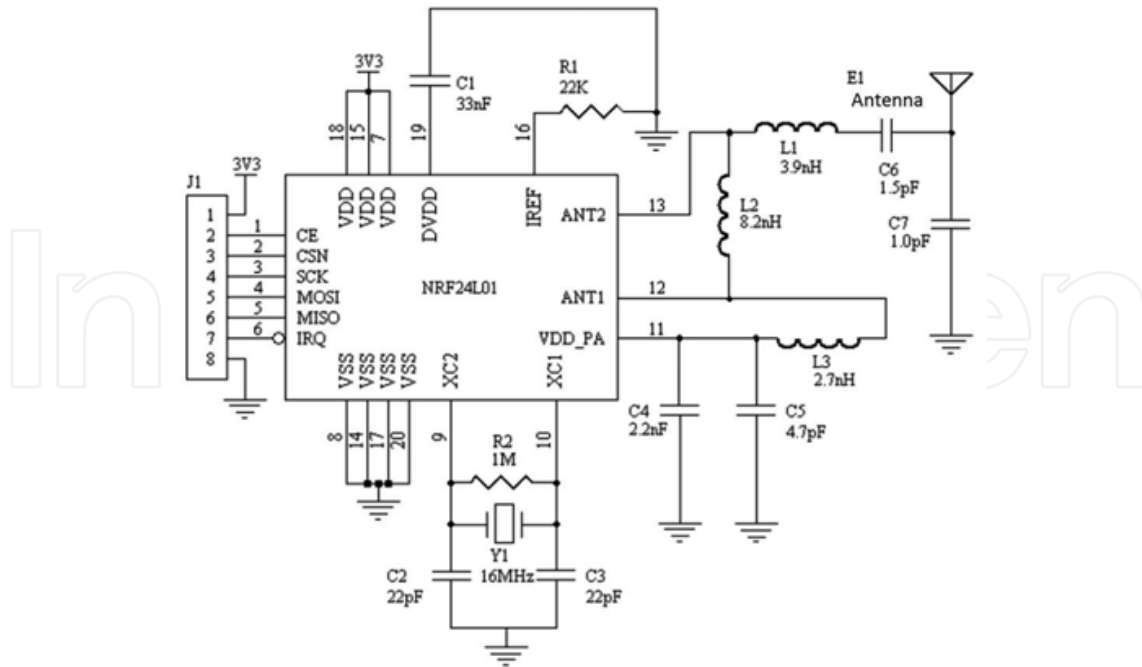 3V3
C1
33nF
R1
22K
E1
Antenna
18
15
7
19
16
L1
3.9nH
C6
1.5pF
3V3
J1
1
2
3
4
5
6
7
8
1
2
3
4
5
6
VDD
VDD
VDD
DVDD
IREF
CE
CSN
SCK
MOSI
MISO
IRQ
NRF24L01
ANT2
13
L2
8.2nH
C7
1.0pF
ANT1
12
VDD_PA
11
L3
2.7nH
VSS
VSS
VSS
VSS
XC2
XC1
8
14
17
20
9
10
C4
2.2nF
C5
4.7pF
R2
1M
Y1
16MHz
C2
22pF
C3
22pF